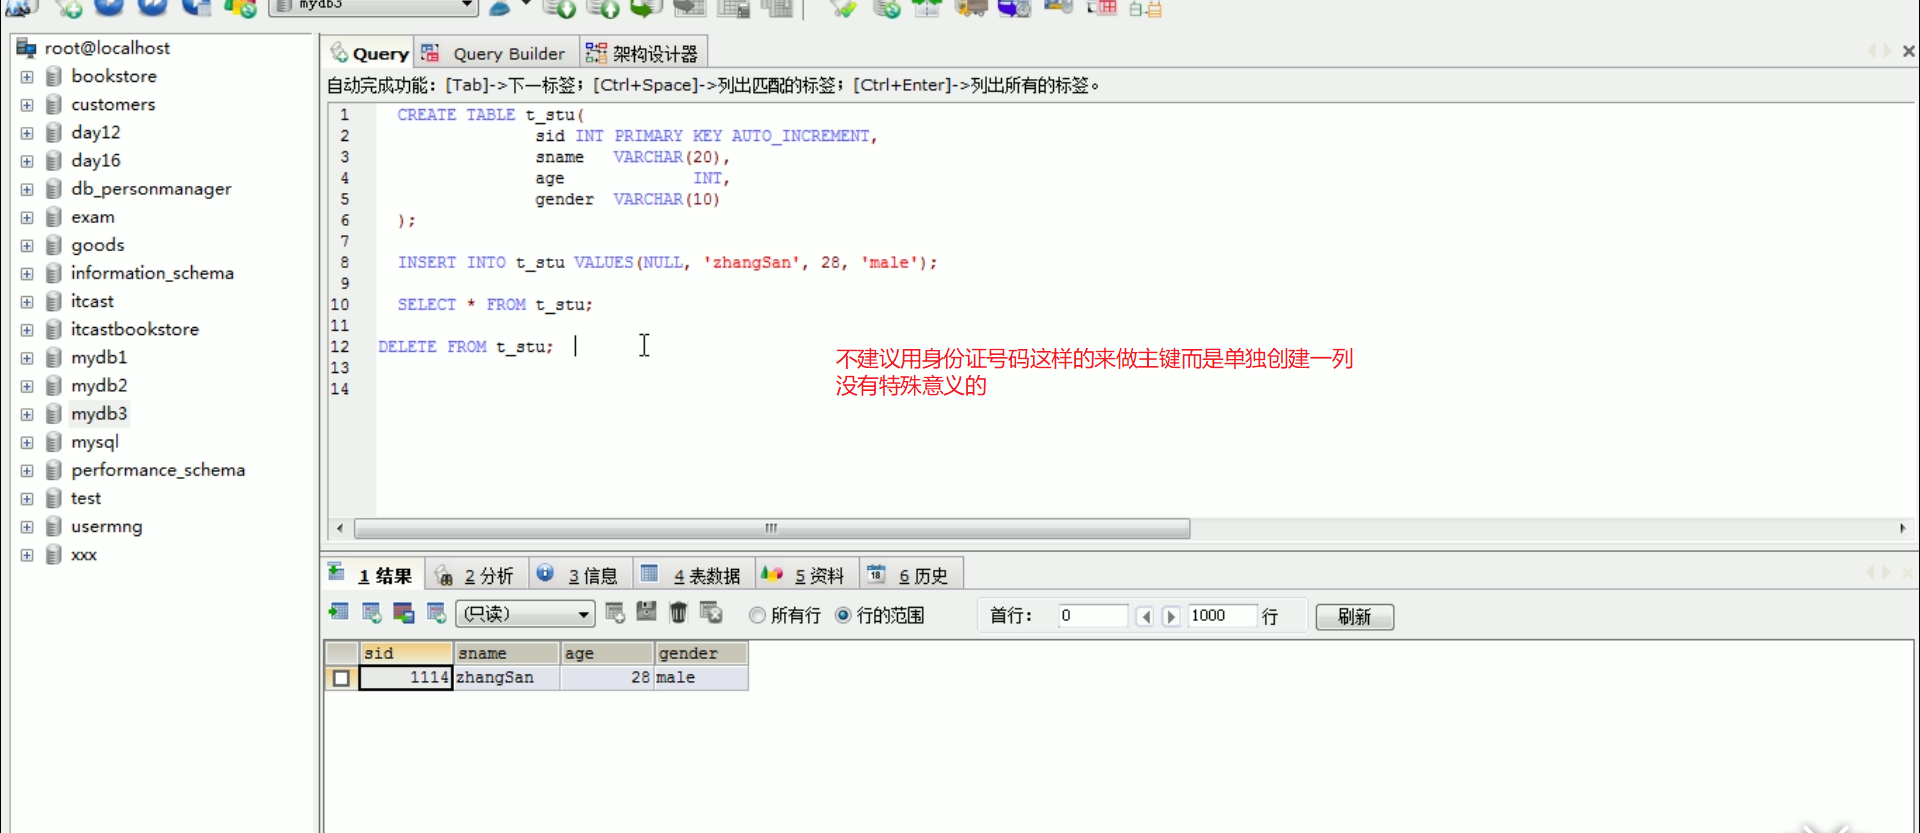 mydb3
root@localhost
bookstore
customers
day12
day16
db_personmanager
exam
goods
information_schema
itcast
itcastbookstore
mydb1
mydb2
mydb3
mysql
performance_schema
test
usermng
xxx
Query Query Builder 架构设计器
自动完成功能：[Tab]->下一标签；[Ctrl+Space]->列出匹配的标签；[Ctrl+Enter]->列出所有的标签。
1 CREATE TABLE t_stu(
2 sid INT PRIMARY KEY AUTO_INCREMENT,
3 sname VARCHAR(20),
4 age INT,
5 gender VARCHAR(10)
6 );
7
8 INSERT INTO t_stu VALUES(NULL, 'zhangSan', 28, 'male');
9
10 SELECT * FROM t_stu;
11
12 DELETE FROM t_stu;
13
14
不建议用身份证号码这样的来做主键而是单独创建一列
没有特殊意义的
1 结果 2 分析 3 信息 4 表数据 5 资料 18 6 历史
(只读) 所有行 行的范围 首行： 0 1000 行 刷新
sid sname age gender
1114 zhangSan 28 male